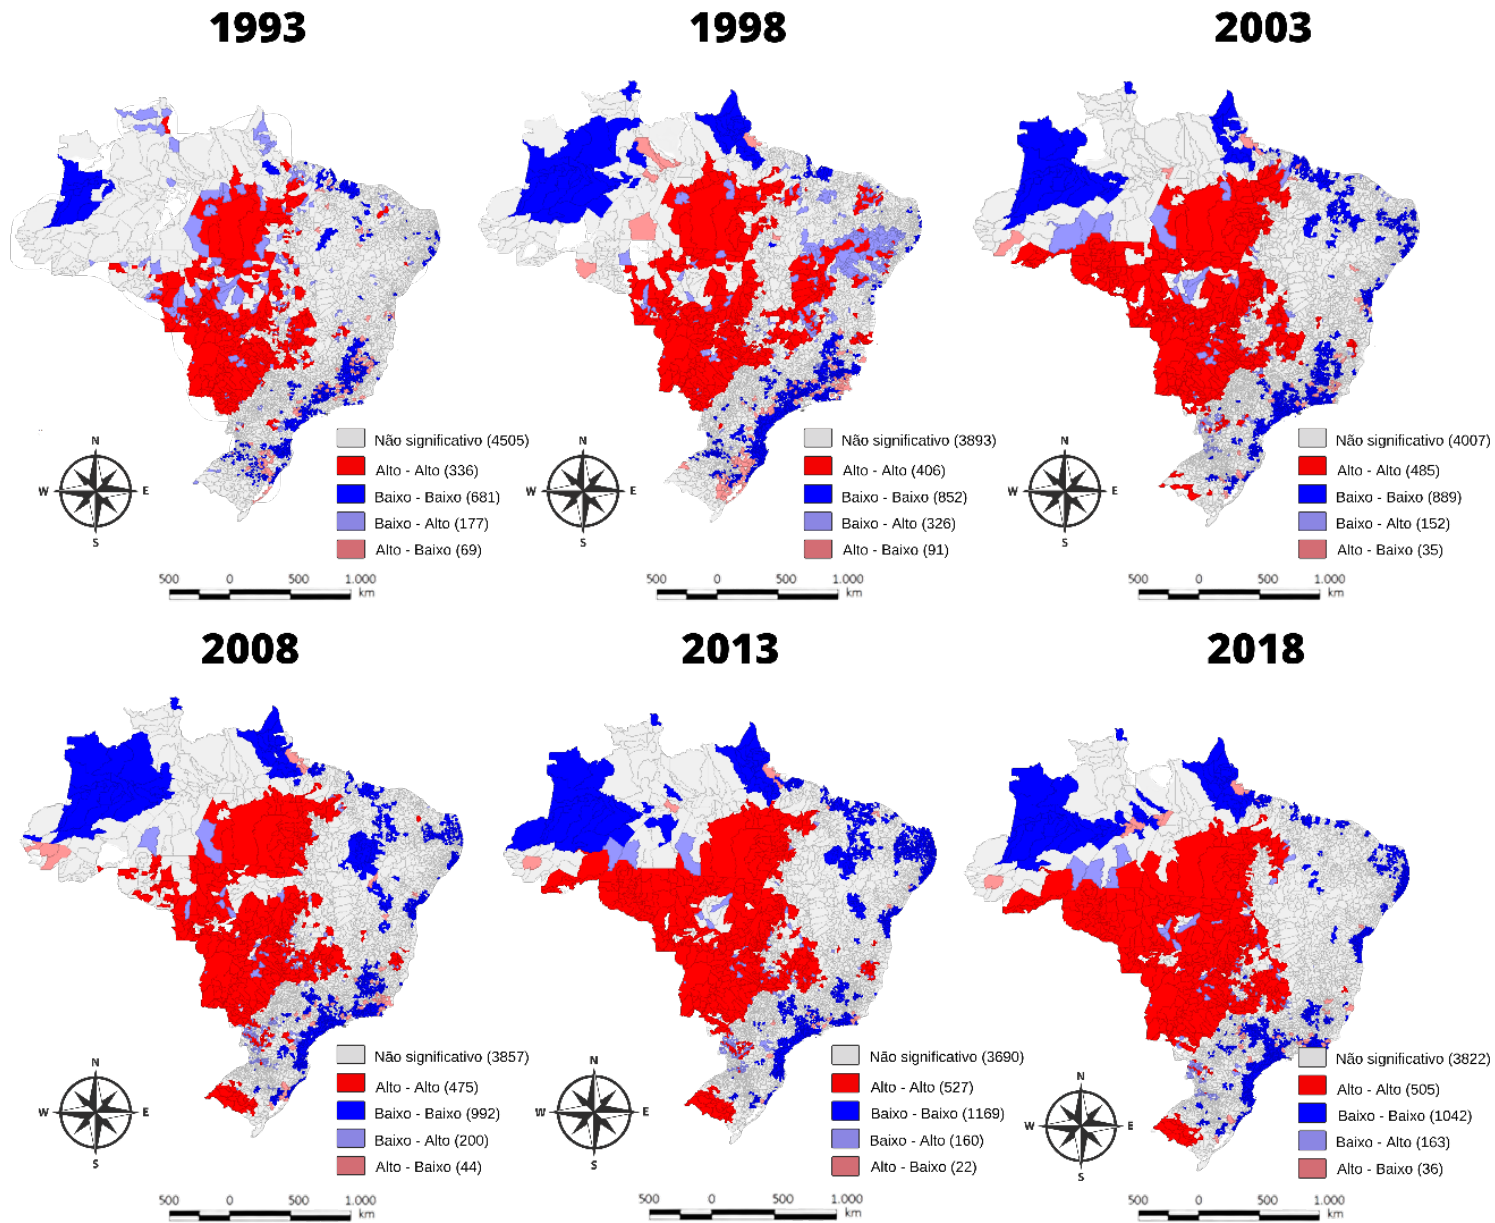 1993
1998
2003
Não significativo (4505)
Alto - Alto (336)
Baixo - Baixo (681)
Baixo - Alto (177)
Alto - Baixo (69)
N
W
E
S
500 0 500 1.000
km
Não significativo (3893)
Alto - Alto (406)
Baixo - Baixo (852)
Baixo - Alto (326)
Alto - Baixo (91)
N
W
E
S
500 0 500 1.000
km
Não significativo (4007)
Alto - Alto (485)
Baixo - Baixo (889)
Baixo - Alto (152)
Alto - Baixo (35)
N
W
E
S
500 0 500 1.000
km
2008
2013
2018
Não significativo (3857)
Alto - Alto (475)
Baixo - Baixo (992)
Baixo - Alto (200)
Alto - Baixo (44)
N
W
E
S
500 0 500 1.000
km
Não significativo (3690)
Alto - Alto (527)
Baixo - Baixo (1169)
Baixo - Alto (160)
Alto - Baixo (22)
N
W
E
S
500 0 500 1.000
km
Não significativo (3822)
Alto - Alto (505)
Baixo - Baixo (1042)
Baixo - Alto (163)
Alto - Baixo (36)
N
W
E
S
500 0 500 1.000
km